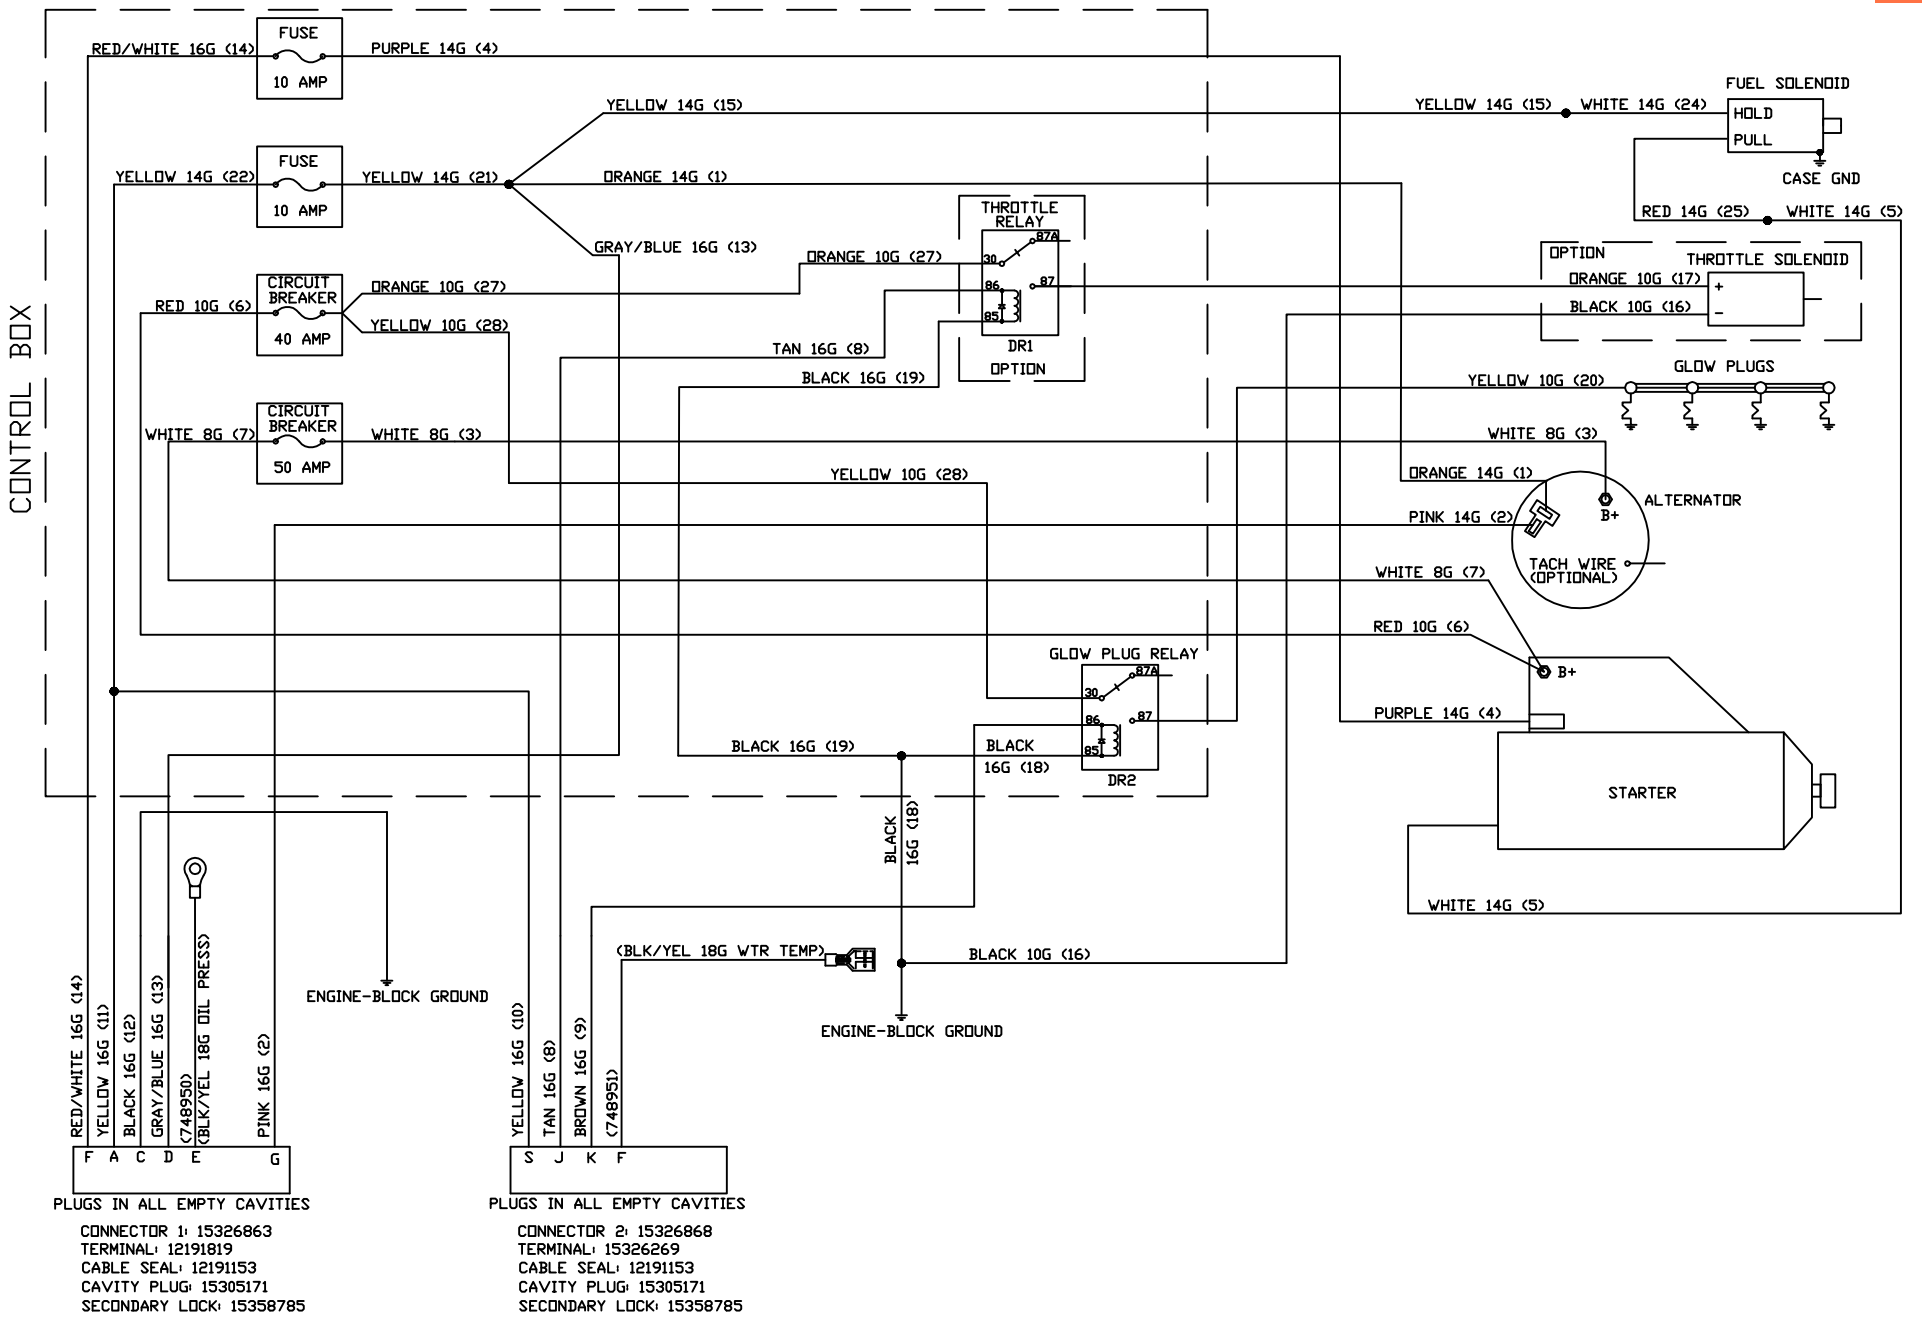 FUSE
RED/WHITE 16G (14)
PURPLE 14G (4)
10 AMP
FUEL SOLENOID
YELLOW 14G (15)
YELLOW 14G (15)
WHITE 14G (24)
HOLD
PULL
CASE GND
FUSE
YELLOW 14G (22)
YELLOW 14G (21)
ORANGE 14G (1)
10 AMP
THROTTLE
RELAY
RED 14G (25)
WHITE 14G (5)
87A
GRAY/BLUE 16G (13)
ORANGE 10G (27)
30
OPTION
THROTTLE SOLENOID
CIRCUIT
BREAKER
ORANGE 10G (27)
86
87
ORANGE 10G (17)
+
RED 10G (6)
BLACK 10G (16)
-
YELLOW 10G (28)
85
40 AMP
DR1
TAN 16G (8)
OPTION
BLACK 16G (19)
GLOW PLUGS
YELLOW 10G (20)
CONTROL BOX
CIRCUIT
BREAKER
WHITE 8G (7)
WHITE 8G (3)
WHITE 8G (3)
50 AMP
YELLOW 10G (28)
ORANGE 14G (1)
ALTERNATOR
B+
PINK 14G (2)
TACH WIRE
(OPTIONAL)
WHITE 8G (7)
RED 10G (6)
GLOW PLUG RELAY
87A
B+
30
86
87
PURPLE 14G (4)
BLACK 16G (19)
BLACK
16G (18)
85
DR2
STARTER
BLACK
16G (18)
WHITE 14G (5)
(BLK/YEL 18G WTR TEMP)
BLACK 10G (16)
ENGINE-BLOCK GROUND
ENGINE-BLOCK GROUND
RED/WHITE 16G (14)
YELLOW 16G (11)
BLACK 16G (12)
GRAY/BLUE 16G (13)
(748950)
(BLK/YEL 18G OIL PRESS)
PINK 16G (2)
YELLOW 16G (10)
TAN 16G (8)
BROWN 16G (9)
(748951)
F A C D E G
S J K F
PLUGS IN ALL EMPTY CAVITIES
CONNECTOR 1: 15326863
TERMINAL: 12191819
CABLE SEAL: 12191153
CAVITY PLUG: 15305171
SECONDARY LOCK: 15358785
PLUGS IN ALL EMPTY CAVITIES
CONNECTOR 2: 15326868
TERMINAL: 15326269
CABLE SEAL: 12191153
CAVITY PLUG: 15305171
SECONDARY LOCK: 15358785